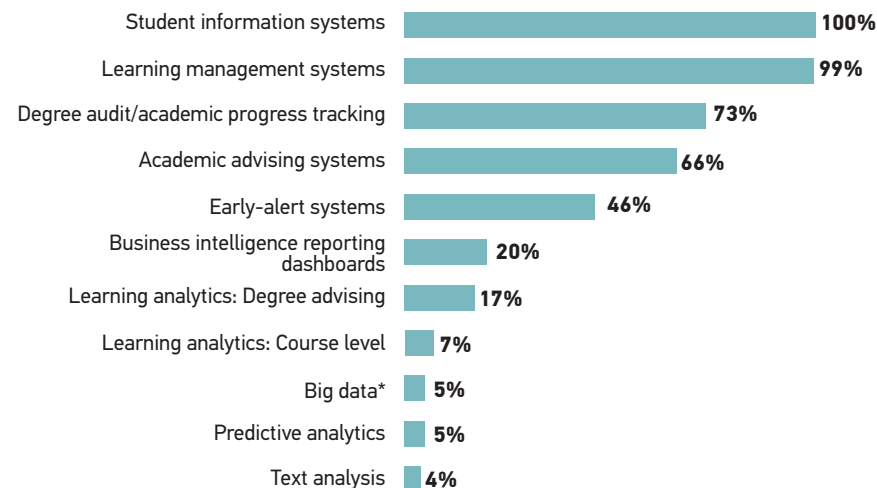 Student information systems 100%
Learning management systems 99%
Degree audit/academic progress tracking 73%
Academic advising systems 66%
Early-alert systems 46%
Business intelligence reporting
dashboards 20%
Learning analytics: Degree advising 17%
Learning analytics: Course level 7%
Big data* 5%
Predictive analytics 5%
Text analysis 4%